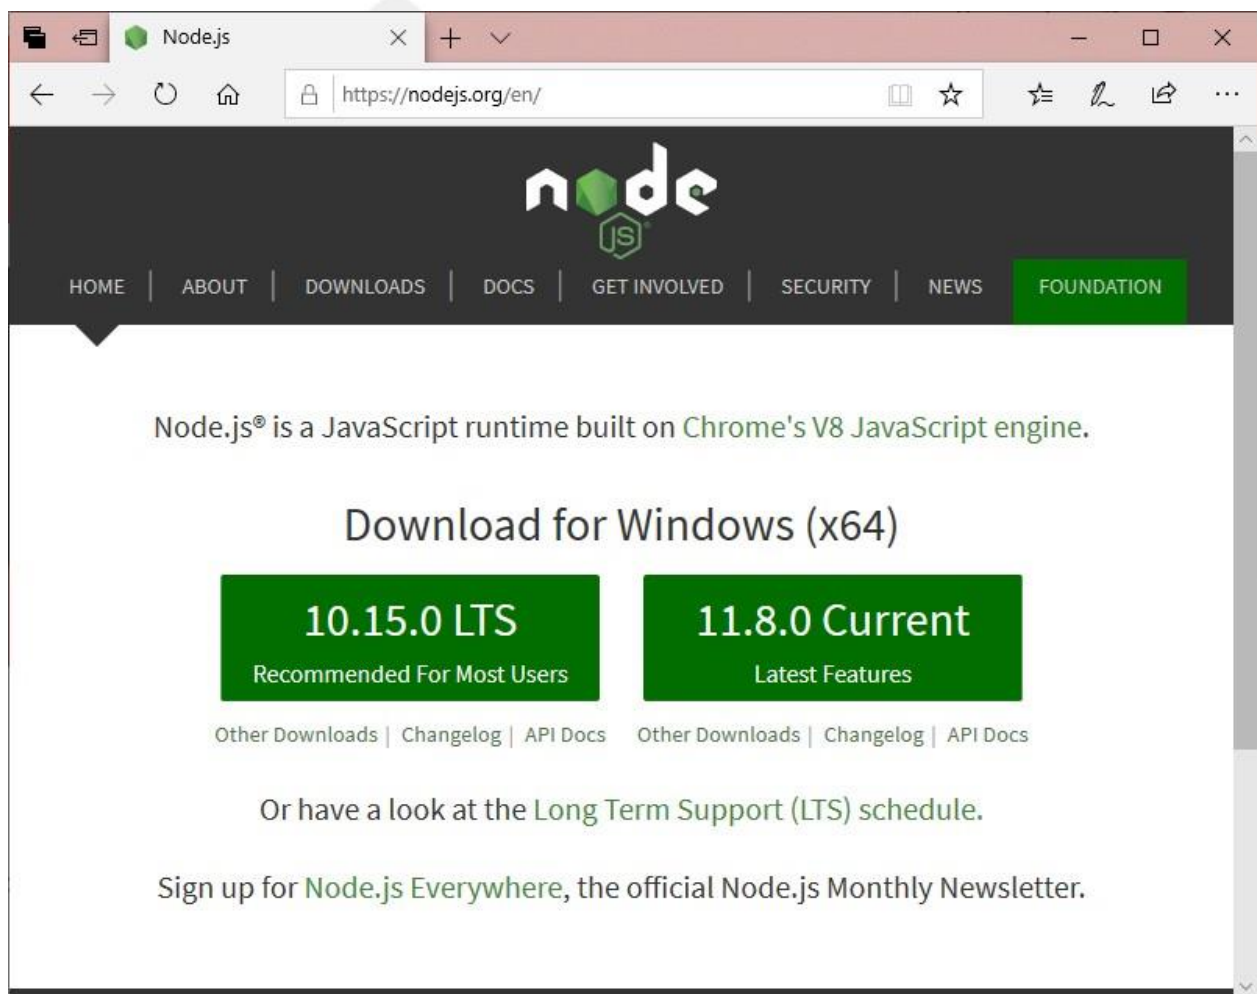 Node.js
https://nodejs.org/en/
node
JS
HOME | ABOUT | DOWNLOADS | DOCS | GET INVOLVED | SECURITY | NEWS FOUNDATION
Node.js® is a JavaScript runtime built on Chrome's V8 JavaScript engine.
Download for Windows (x64)
10.15.0 LTS 11.8.0 Current
Recommended For Most Users Latest Features
Other Downloads | Changelog | API Docs Other Downloads | Changelog | API Docs
Or have a look at the Long Term Support (LTS) schedule.
Sign up for Node.js Everywhere, the official Node.js Monthly Newsletter.